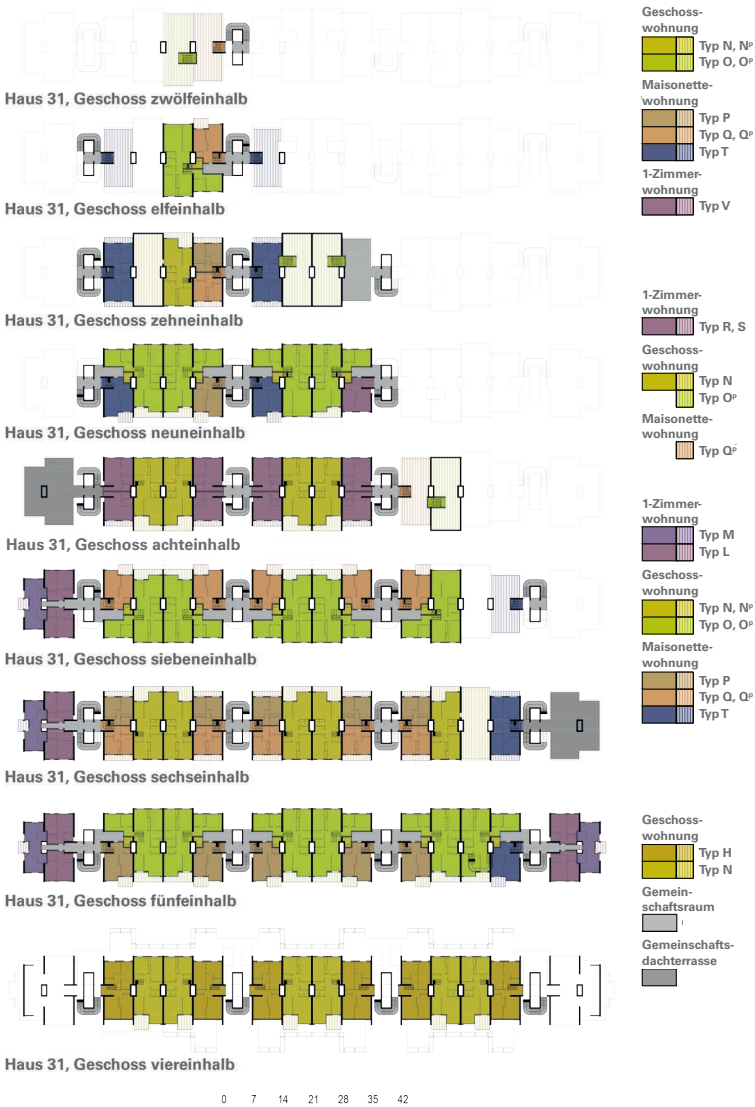 Geschoss-
wohnung
Typ N, Nᵖ
Typ O, Oᵖ
Haus 31, Geschoss zwölfeinhalb
Maisonette-
wohnung
Typ P
Typ Q, Qᵖ
Typ T
1-Zimmer-
wohnung
Typ V
Haus 31, Geschoss elfeinhalb
Haus 31, Geschoss zehneinhalb
1-Zimmer-
wohnung
Typ R, S
Geschoss-
wohnung
Typ N
Typ Oᵖ
Maisonette-
wohnung
Typ Qᵖ
Haus 31, Geschoss neuneinhalb
Haus 31, Geschoss achteinhalb
1-Zimmer-
wohnung
Typ M
Typ L
Geschoss-
wohnung
Typ N, Nᵖ
Typ O, Oᵖ
Maisonette-
wohnung
Typ P
Typ Q, Qᵖ
Typ T
Haus 31, Geschoss siebeneinhalb
Haus 31, Geschoss sechseinhalb
Geschoss-
wohnung
Typ H
Typ N
Gemein-
schaftsraum
Gemeinschafts-
dachterrasse
Haus 31, Geschoss fünfeinhalb
Haus 31, Geschoss viereinhalb
0 7 14 21 28 35 42